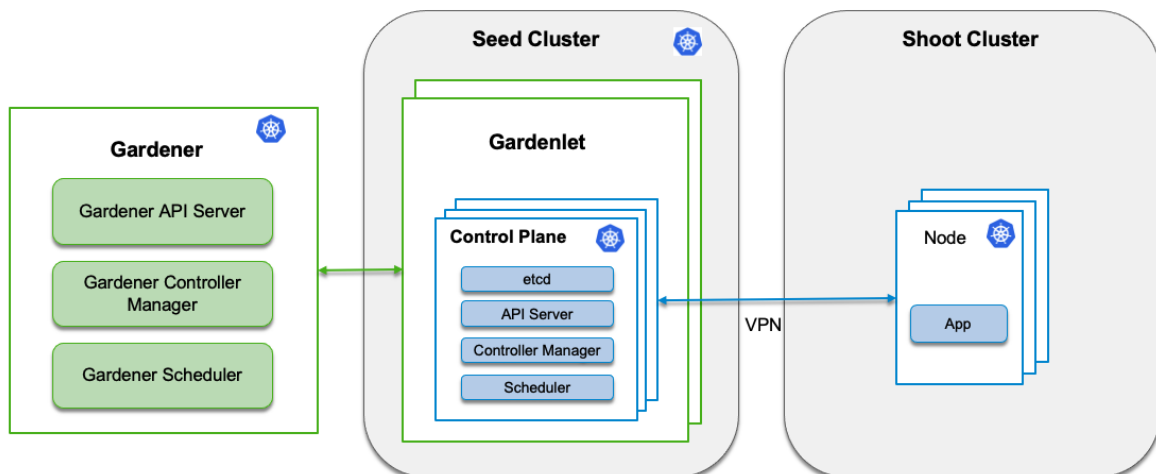 Gardener
Gardener API Server
Gardener Controller
Manager
Gardener Scheduler
Seed Cluster
Gardenlet
Control Plane
etcd
API Server
Controller Manager
Scheduler
VPN
Shoot Cluster
Node
App